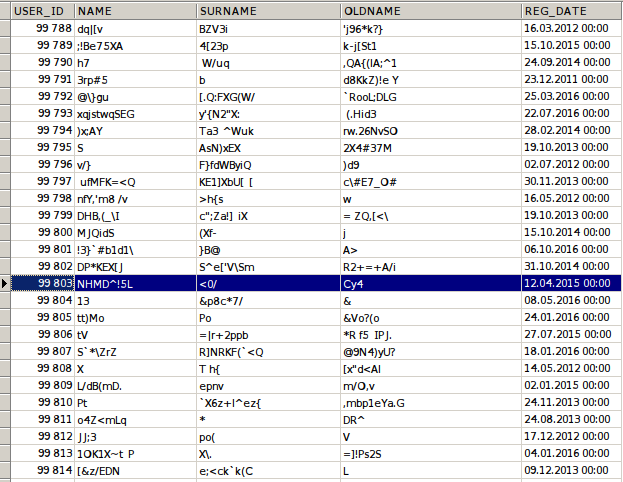 USER_ID NAME SURNAME OLDNAME REG_DATE
99 788 dq|[v BZV3i 'j96*k?} 16.03.2012 00:00
99 789 ;!Be75XA 4[23p k-j[St1 15.10.2015 00:00
99 790 h7 W/uq ,QA{(IA;^1 24.09.2014 00:00
99 791 3rp#5 b d8KkZ)!e Y 23.12.2011 00:00
99 792 @\}gu [.Q:FXG(W/ `RooL;DLG 25.03.2016 00:00
99 793 xqjstwqSEG y'{N2"X: (.Hid3 22.07.2016 00:00
99 794 )x;AY Ta3 ^Wuk rw.26NvSO 28.02.2014 00:00
99 795 S AsN)xEX 2X4#37M 19.10.2013 00:00
99 796 v/} F}fdWByiQ )d9 02.07.2012 00:00
99 797 ufMFK=<Q KE1]XbU[ [ c\#E7_O# 30.11.2013 00:00
99 798 nfY,'m8 /v >h{s w 16.05.2012 00:00
99 799 DHB,(_\I c";Za!] iX = ZQ,[<\ 19.10.2013 00:00
99 800 MJQidS (Xf- j 15.10.2014 00:00
99 801 !3}`#b1d1\ }B@ A> 06.10.2016 00:00
99 802 DP*KEX[J S^e['V\Sm R2+=+A/i 31.10.2014 00:00
99 803 NHMD^!5L <0/ Cy4 12.04.2015 00:00
99 804 13 &p8c*7/ & 08.05.2016 00:00
99 805 tt)Mo Po &Vo?(o 24.01.2016 00:00
99 806 tV =|r+2ppb *R f5 IPJ. 27.07.2015 00:00
99 807 S`*\ZrZ R]NRKF(`<Q @9N4)yU? 18.01.2016 00:00
99 808 X T h{ [x"d<AI 14.05.2012 00:00
99 809 L/dB(mD. epnv m/O,v 02.01.2015 00:00
99 810 Pt `X6z+I^ez{ ,mbp1eYa.G 24.11.2013 00:00
99 811 o4Z<mLq * DR^ 24.08.2013 00:00
99 812 JJ;3 po( V 17.12.2012 00:00
99 813 1OK1X~t P X\. =]!Ps2S 04.01.2016 00:00
99 814 [&z/EDN e;<ck`k(C L 09.12.2013 00:00